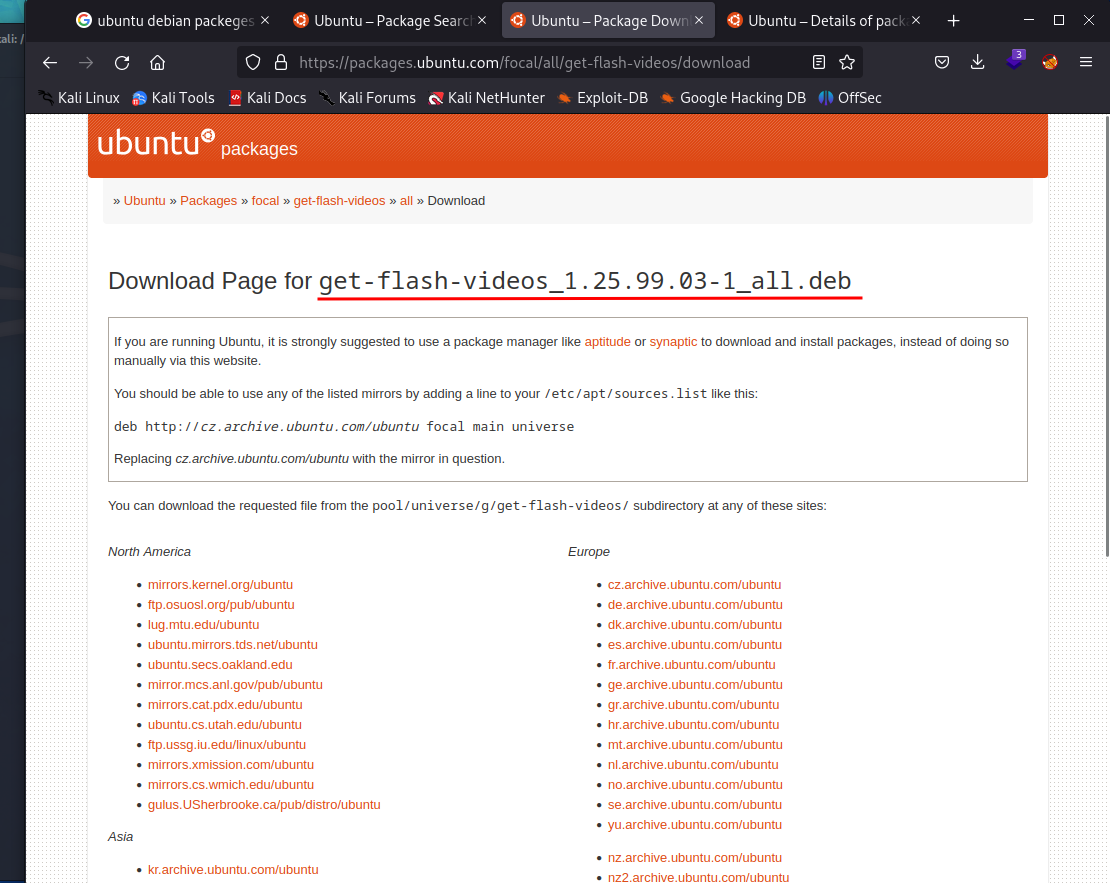 ali: /
ubuntu debian packeges
Ubuntu – Package Search
Ubuntu – Package Down
Ubuntu – Details of pack
https://packages.ubuntu.com/focal/all/get-flash-videos/download
3
Kali Linux
Kali Tools
Kali Docs
Kali Forums
Kali NetHunter
Exploit-DB
Google Hacking DB
OffSec
ubuntu packages
» Ubuntu » Packages » focal » get-flash-videos » all » Download
Download Page for get-flash-videos_1.25.99.03-1_all.deb
If you are running Ubuntu, it is strongly suggested to use a package manager like aptitude or synaptic to download and install packages, instead of doing so
manually via this website.
You should be able to use any of the listed mirrors by adding a line to your /etc/apt/sources.list like this:
deb http://cz.archive.ubuntu.com/ubuntu focal main universe
Replacing cz.archive.ubuntu.com/ubuntu with the mirror in question.
You can download the requested file from the pool/universe/g/get-flash-videos/ subdirectory at any of these sites:
North America
mirrors.kernel.org/ubuntu
ftp.osuosl.org/pub/ubuntu
lug.mtu.edu/ubuntu
ubuntu.mirrors.tds.net/ubuntu
ubuntu.secs.oakland.edu
mirror.mcs.anl.gov/pub/ubuntu
mirrors.cat.pdx.edu/ubuntu
ubuntu.cs.utah.edu/ubuntu
ftp.ussg.iu.edu/linux/ubuntu
mirrors.xmission.com/ubuntu
mirrors.cs.wmich.edu/ubuntu
gulus.USherbrooke.ca/pub/distro/ubuntu
Asia
kr.archive.ubuntu.com/ubuntu
Europe
cz.archive.ubuntu.com/ubuntu
de.archive.ubuntu.com/ubuntu
dk.archive.ubuntu.com/ubuntu
es.archive.ubuntu.com/ubuntu
fr.archive.ubuntu.com/ubuntu
ge.archive.ubuntu.com/ubuntu
gr.archive.ubuntu.com/ubuntu
hr.archive.ubuntu.com/ubuntu
mt.archive.ubuntu.com/ubuntu
nl.archive.ubuntu.com/ubuntu
no.archive.ubuntu.com/ubuntu
se.archive.ubuntu.com/ubuntu
yu.archive.ubuntu.com/ubuntu
nz.archive.ubuntu.com/ubuntu
nz2.archive.ubuntu.com/ubuntu